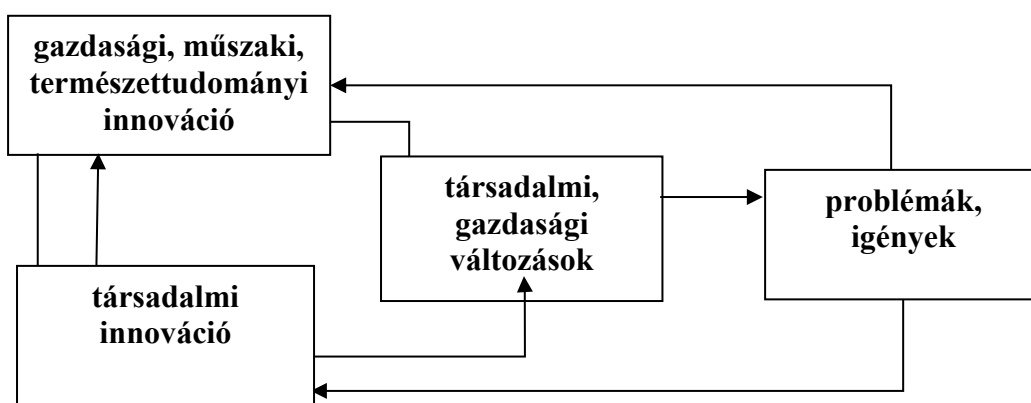 gazdasági, műszaki,
természettudományi
innováció
társadalmi,
gazdasági
változások
problémák,
igények
társadalmi
innováció